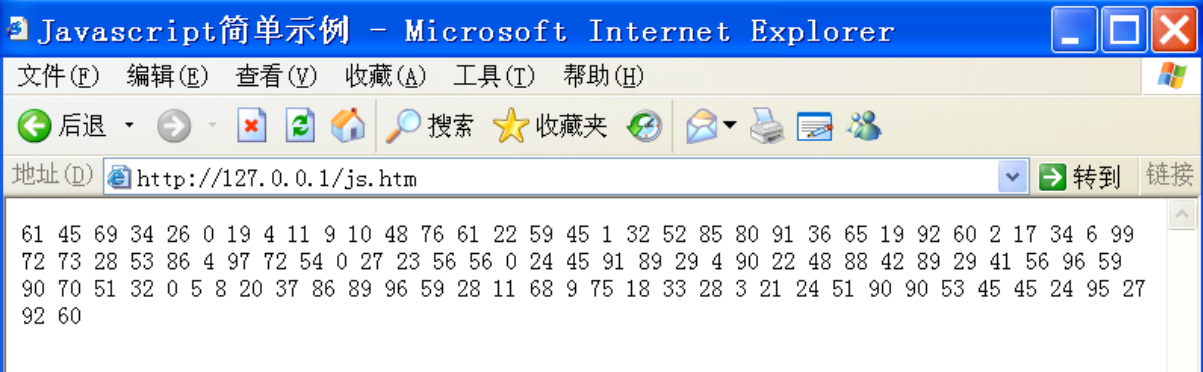 Javascript简单示例 - Microsoft Internet Explorer
文件(F) 编辑(E) 查看(V) 收藏(A) 工具(T) 帮助(H)
后退 搜索 收藏夹
地址(D) http://127.0.0.1/js.htm 转到 链接
61 45 69 34 26 0 19 4 11 9 10 48 76 61 22 59 45 1 32 52 85 80 91 36 65 19 92 60 2 17 34 6 99
72 73 28 53 86 4 97 72 54 0 27 23 56 56 0 24 45 91 89 29 4 90 22 48 88 42 89 29 41 56 96 59
90 70 51 32 0 5 8 20 37 86 89 96 59 28 11 68 9 75 18 33 28 3 21 24 51 90 90 53 45 45 24 95 27
92 60